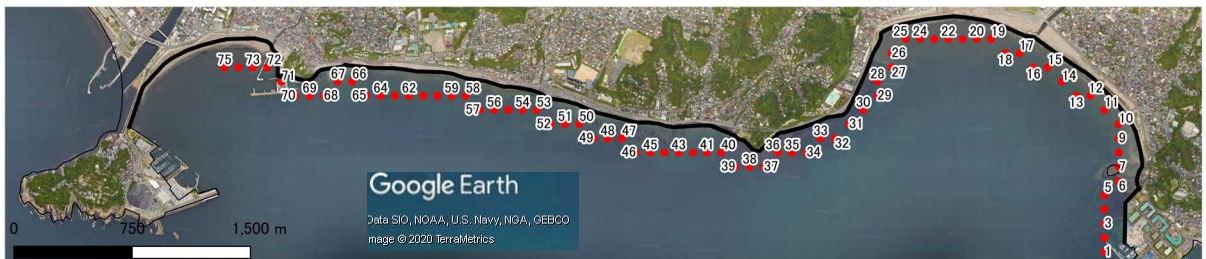 25 24 22 20 19
26 18 17
75 73 72 67 66 27 16 15
71 28 14
70 69 68 65 64 62 59 58 29 13 12
57 56 54 53 30 11
52 51 50 31 10
49 48 47 33 32 9
46 45 43 41 40 36 35 34
39 38 37 7
6
5
3
1
Google Earth
Data SIO, NOAA, U.S. Navy, NGA, GEBCO
Image © 2020 TerraMetrics
0 750 1,500 m